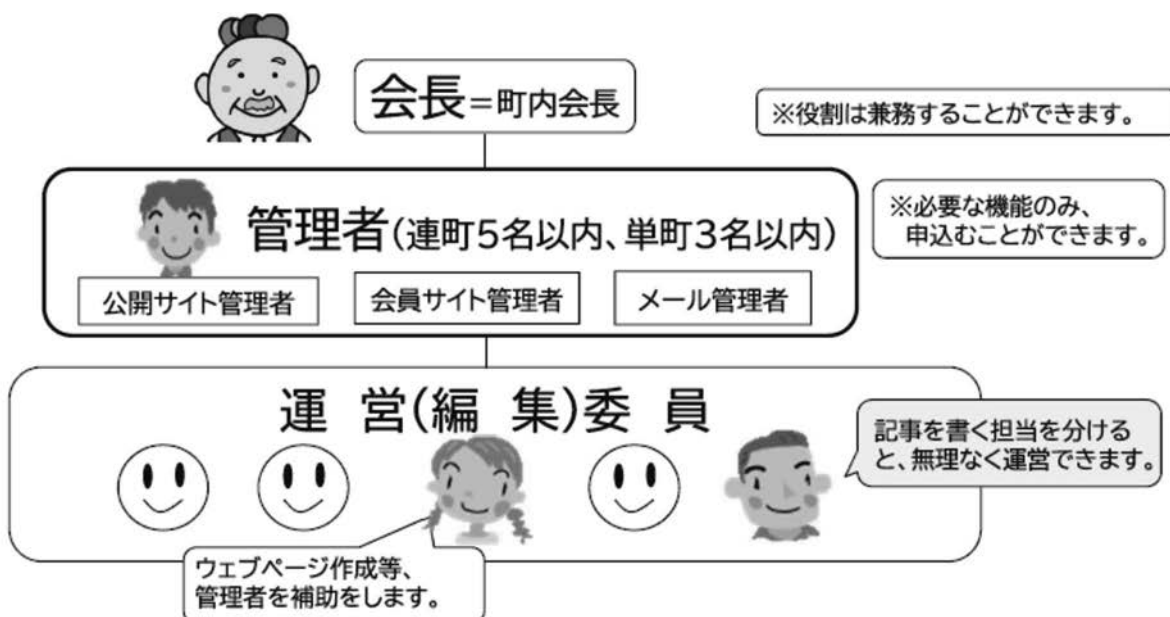 会長=町内会長
※役割は兼務することができます。
管理者(連町5名以内、単町3名以内)
※必要な機能のみ、
申込むことができます。
公開サイト管理者
会員サイト管理者
メール管理者
運営(編集)委員
記事を書く担当を分ける
と、無理なく運営できます。
ウェブページ作成等、
管理者を補助をします。